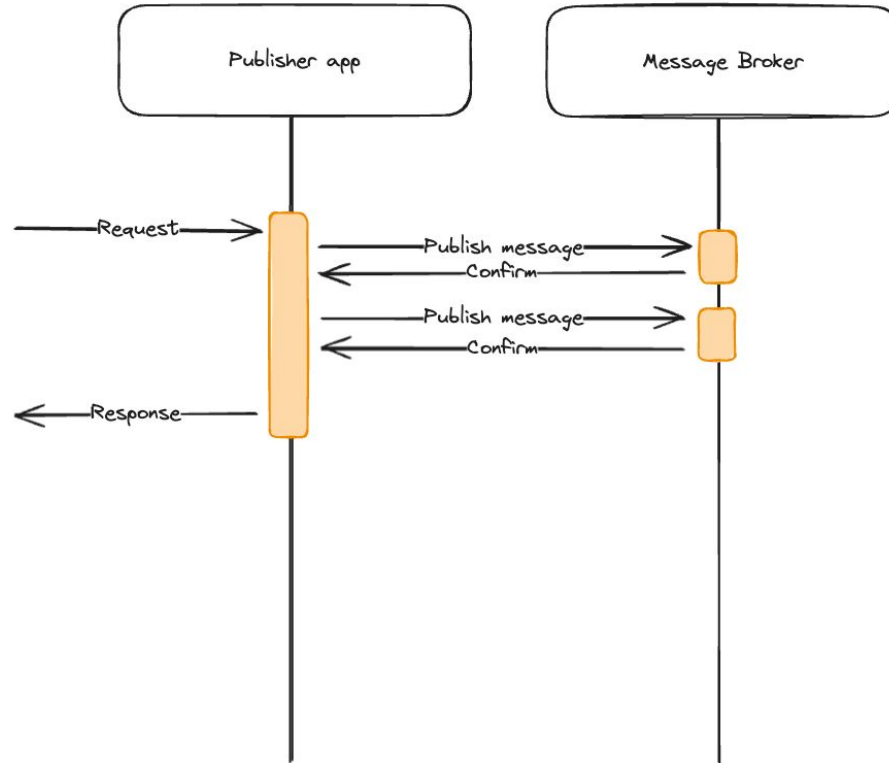 Publisher app
Message Broker
Request
Publish message
Confirm
Publish message
Confirm
Response